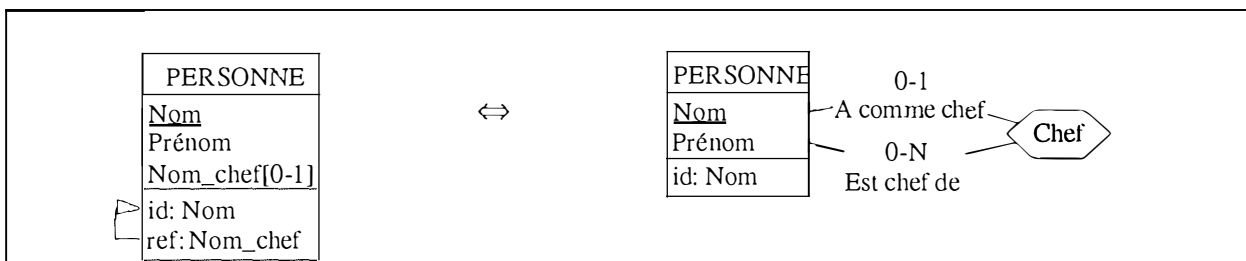 PERSONNE
Nom
Prénom
Nom_chef[0-1]
id: Nom
ref: Nom_chef
⇔
PERSONNE
Nom
Prénom
id: Nom
0-1
A comme chef
0-N
Est chef de
Chef